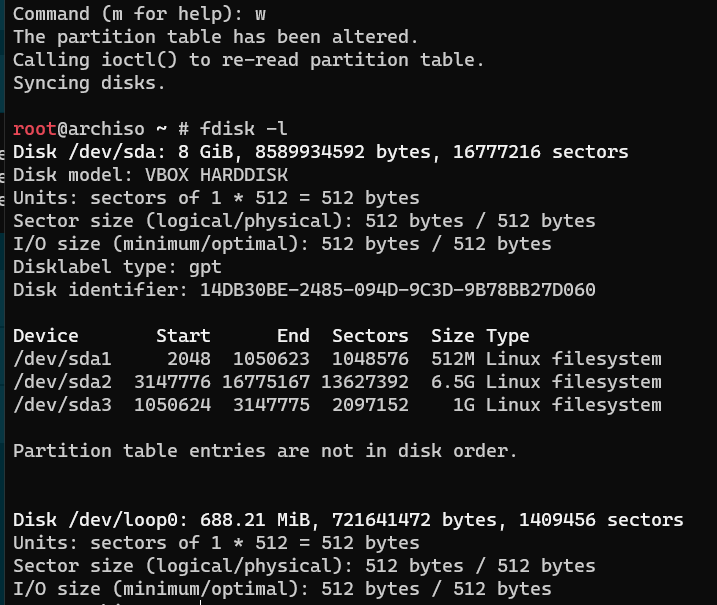 Command (m for help): w
The partition table has been altered.
Calling ioctl() to re-read partition table.
Syncing disks.
root@archiso ~ # fdisk -l
Disk /dev/sda: 8 GiB, 8589934592 bytes, 16777216 sectors
Disk model: VBOX HARDDISK
Units: sectors of 1 * 512 = 512 bytes
Sector size (logical/physical): 512 bytes / 512 bytes
I/O size (minimum/optimal): 512 bytes / 512 bytes
Disklabel type: gpt
Disk identifier: 14DB30BE-2485-094D-9C3D-9B78BB27D060
Device       Start      End  Sectors  Size Type
/dev/sda1     2048  1050623  1048576  512M Linux filesystem
/dev/sda2  3147776 16775167 13627392  6.5G Linux filesystem
/dev/sda3  1050624  3147775  2097152    1G Linux filesystem
Partition table entries are not in disk order.
Disk /dev/loop0: 688.21 MiB, 721641472 bytes, 1409456 sectors
Units: sectors of 1 * 512 = 512 bytes
Sector size (logical/physical): 512 bytes / 512 bytes
I/O size (minimum/optimal): 512 bytes / 512 bytes